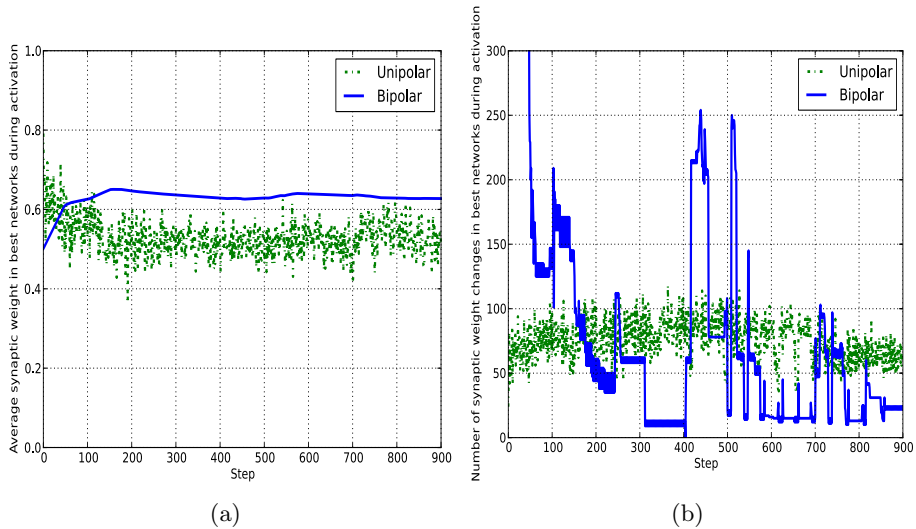 Average synaptic weight in best networks during activation
1.0
0.8
0.6
0.4
0.2
0.0
0 100 200 300 400 500 600 700 800 900
Step
Unipolar
Bipolar
(a)
Number of synaptic weight changes in best networks during activation
300
250
200
150
100
50
0
0 100 200 300 400 500 600 700 800 900
Step
Unipolar
Bipolar
(b)